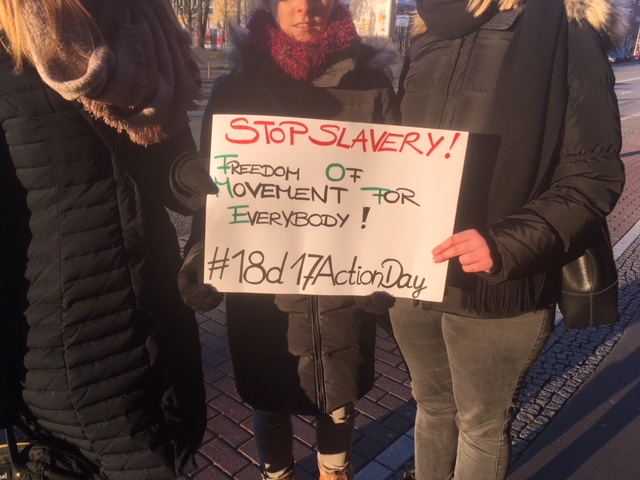 STOP SLAVERY!
FREEDOM OF
MOVEMENT FOR
EVERYBODY!
#18d17ActionDay